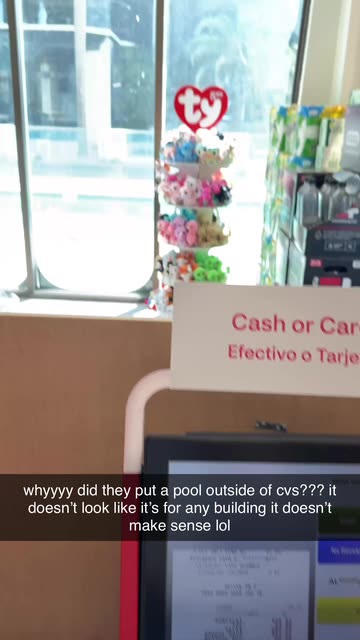 ty
Cash or Car
Efectivo o Tarje
whyyyy did they put a pool outside of cvs??? it
doesn’t look like it’s for any building it doesn’t
make sense lol